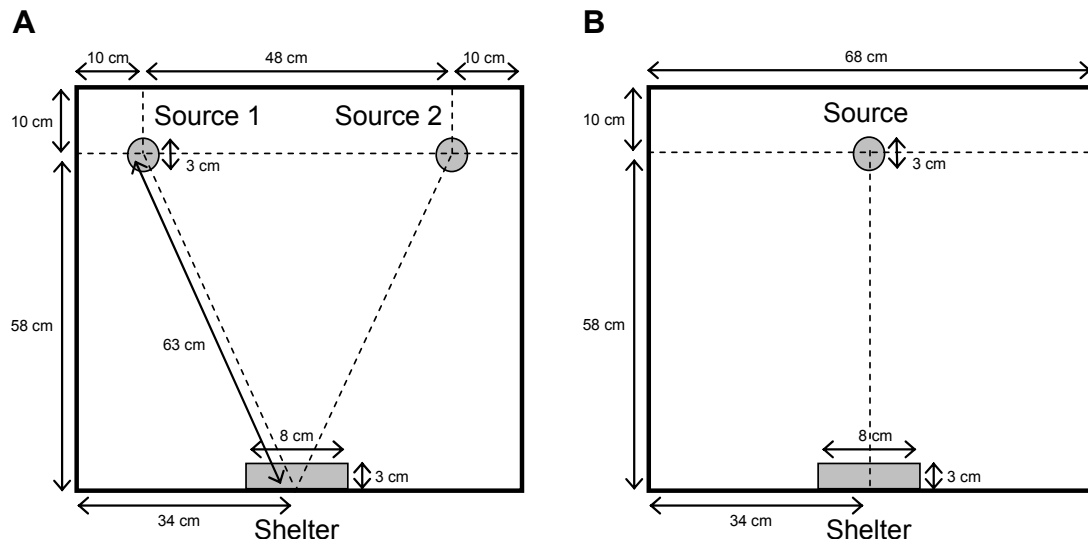 A
10 cm
48 cm
10 cm
10 cm
Source 1
Source 2
3 cm
58 cm
63 cm
8 cm
3 cm
34 cm
Shelter
B
68 cm
10 cm
Source
3 cm
58 cm
8 cm
3 cm
34 cm
Shelter